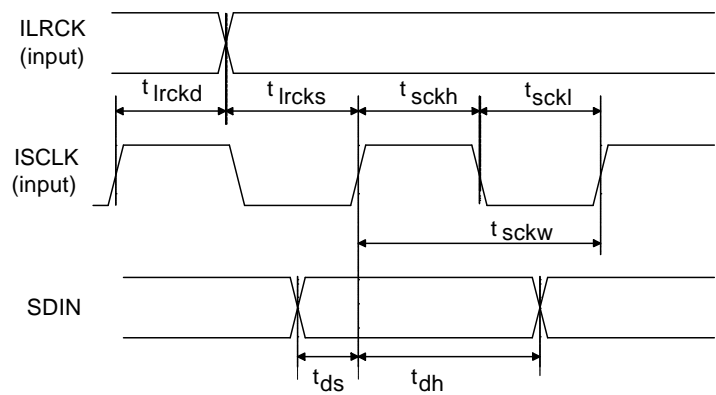 ILRCK
(input)
t lrckd
t lrcks
t sckh
t sckl
ISCLK
(input)
t sckw
SDIN
t ds
t dh